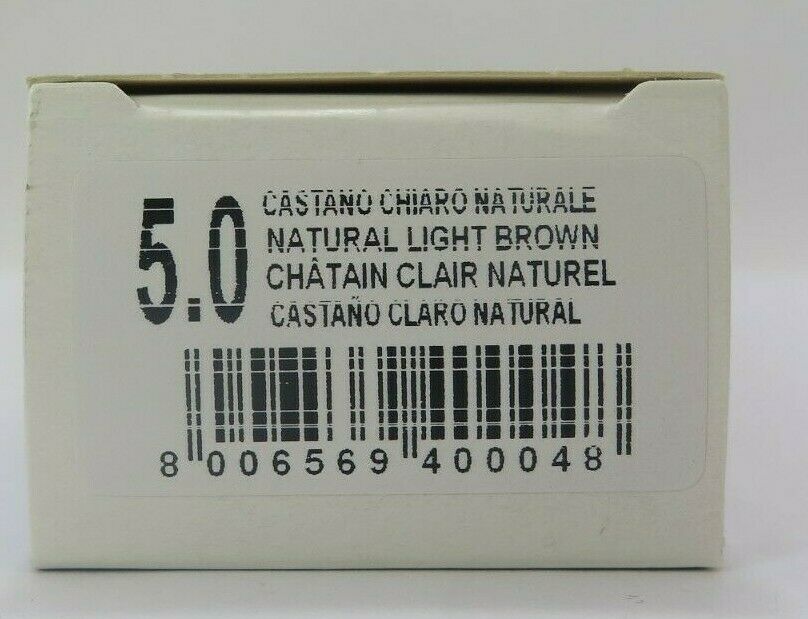 5.0
CASTANO CHIARO NATURALE
NATURAL LIGHT BROWN
CHÂTAIN CLAIR NATUREL
CASTAÑO CLARO NATURAL
8 006569 400048